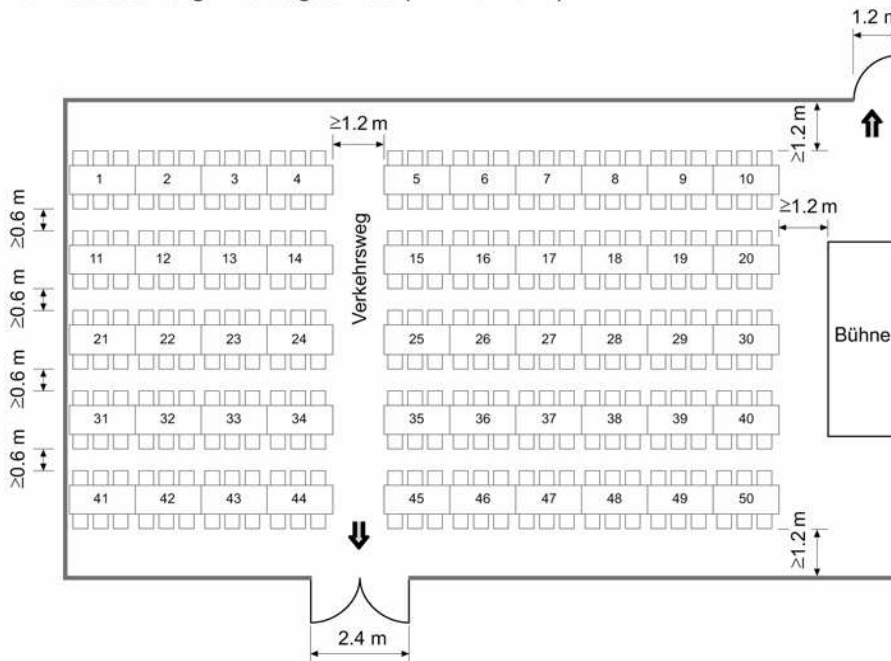 1.2 m
≥1.2 m
≥1.2 m
1 2 3 4 5 6 7 8 9 10
≥0.6 m
≥1.2 m
Verkehrsweg
11 12 13 14 15 16 17 18 19 20
≥0.6 m
21 22 23 24 25 26 27 28 29 30
Bühne
≥0.6 m
31 32 33 34 35 36 37 38 39 40
≥0.6 m
41 42 43 44 45 46 47 48 49 50
≥1.2 m
2.4 m